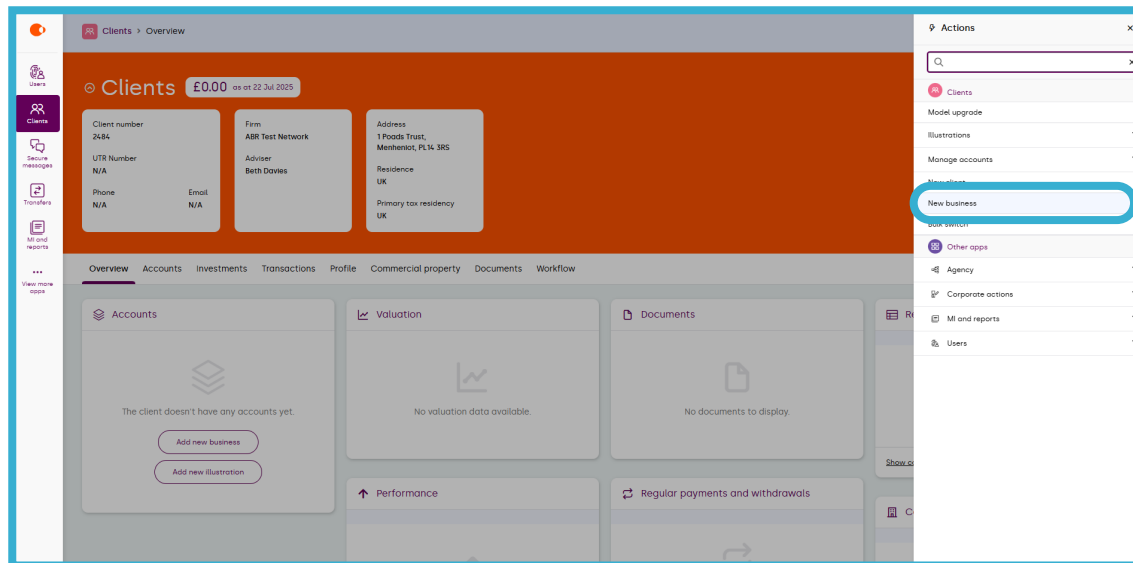 Clients > Overview
Users
Clients
Secure
messages
Transfers
MI and
reports
View more
apps
Clients £0.00 as at 22 Jul 2025
Client number
2484
UTR Number
N/A
Phone Email
N/A N/A
Firm
ABR Test Network
Adviser
Beth Davies
Address
1 Poads Trust,
Menheniot, PL14 3RS
Residence
UK
Primary tax residency
UK
Overview Accounts Investments Transactions Profile Commercial property Documents Workflow
Accounts
The client doesn't have any accounts yet.
Add new business
Add new illustration
Valuation
No valuation data available.
Documents
No documents to display.
Show
Performance
Regular payments and withdrawals
Actions
Clients
Model upgrade
Illustrations
Manage accounts
New client
New business
Bulk switch
Other apps
Agency
Corporate actions
MI and reports
Users